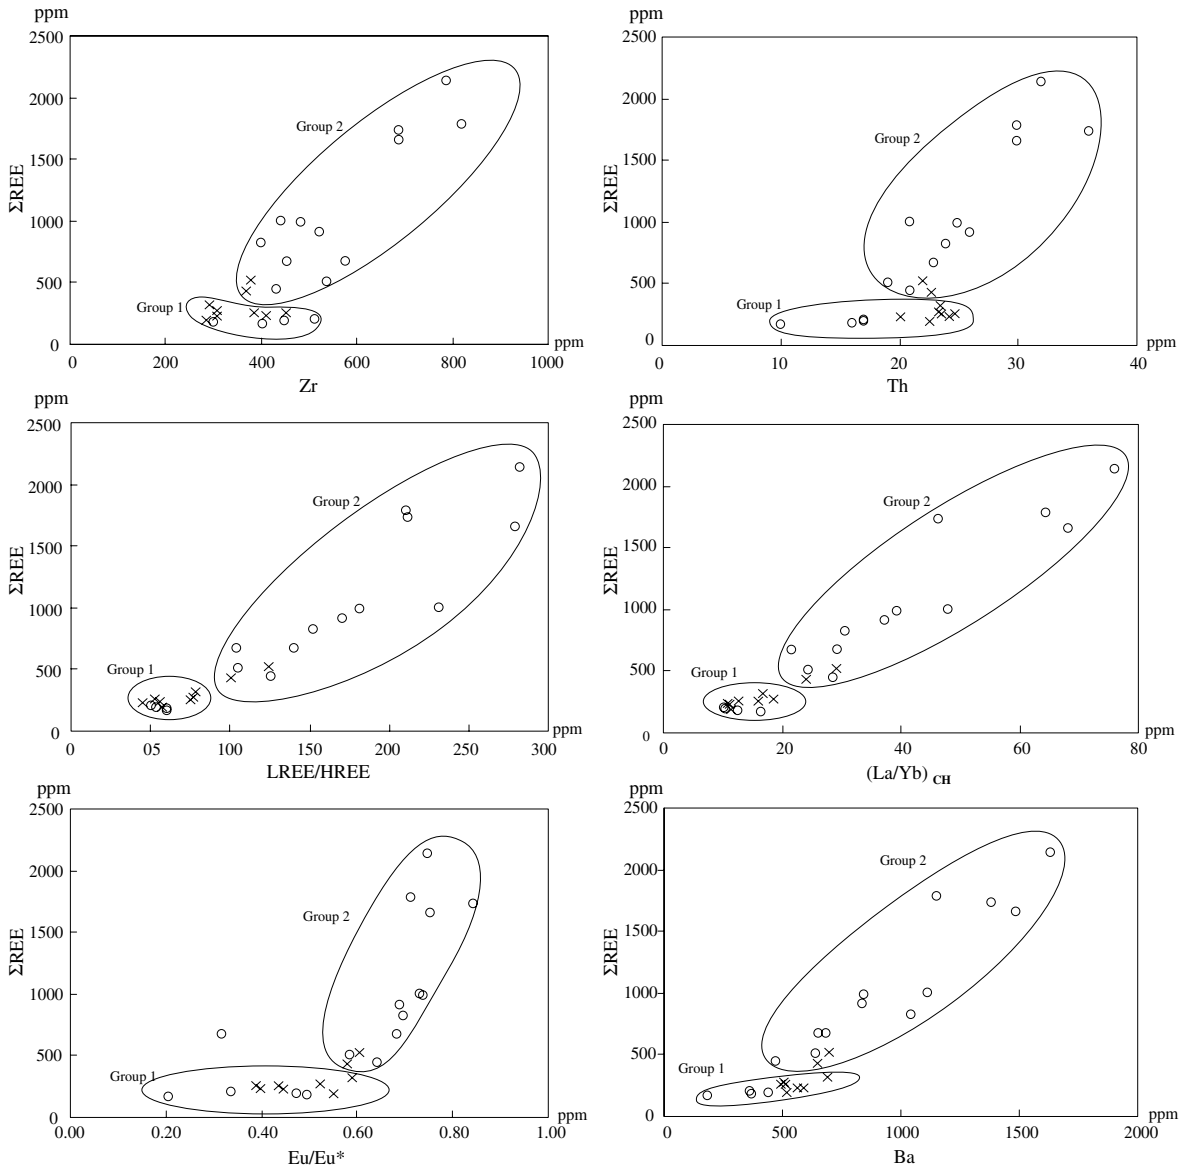 ppm
2500
2000
1500
1000
500
0
ΣREE
Group 2
Group 1
200
400
600
800
1000
ppm
Zr
ppm
2500
2000
1500
1000
500
0
ΣREE
Group 2
Group 1
0
10
20
30
40
ppm
Th
ppm
2500
2000
1500
1000
500
0
ΣREE
Group 2
Group 1
0
05
100
150
200
250
300
ppm
LREE/HREE
ppm
2500
2000
1500
1000
500
0
ΣREE
Group 2
Group 1
0
20
40
60
80
ppm
(La/Yb) CH
ppm
2500
2000
1500
1000
500
0
ΣREE
Group 2
Group 1
0.00
0.20
0.40
0.60
0.80
1.00
Eu/Eu*
ppm
2500
2000
1500
1000
500
0
ΣREE
Group 2
Group 1
0
500
1000
1500
2000
ppm
Ba